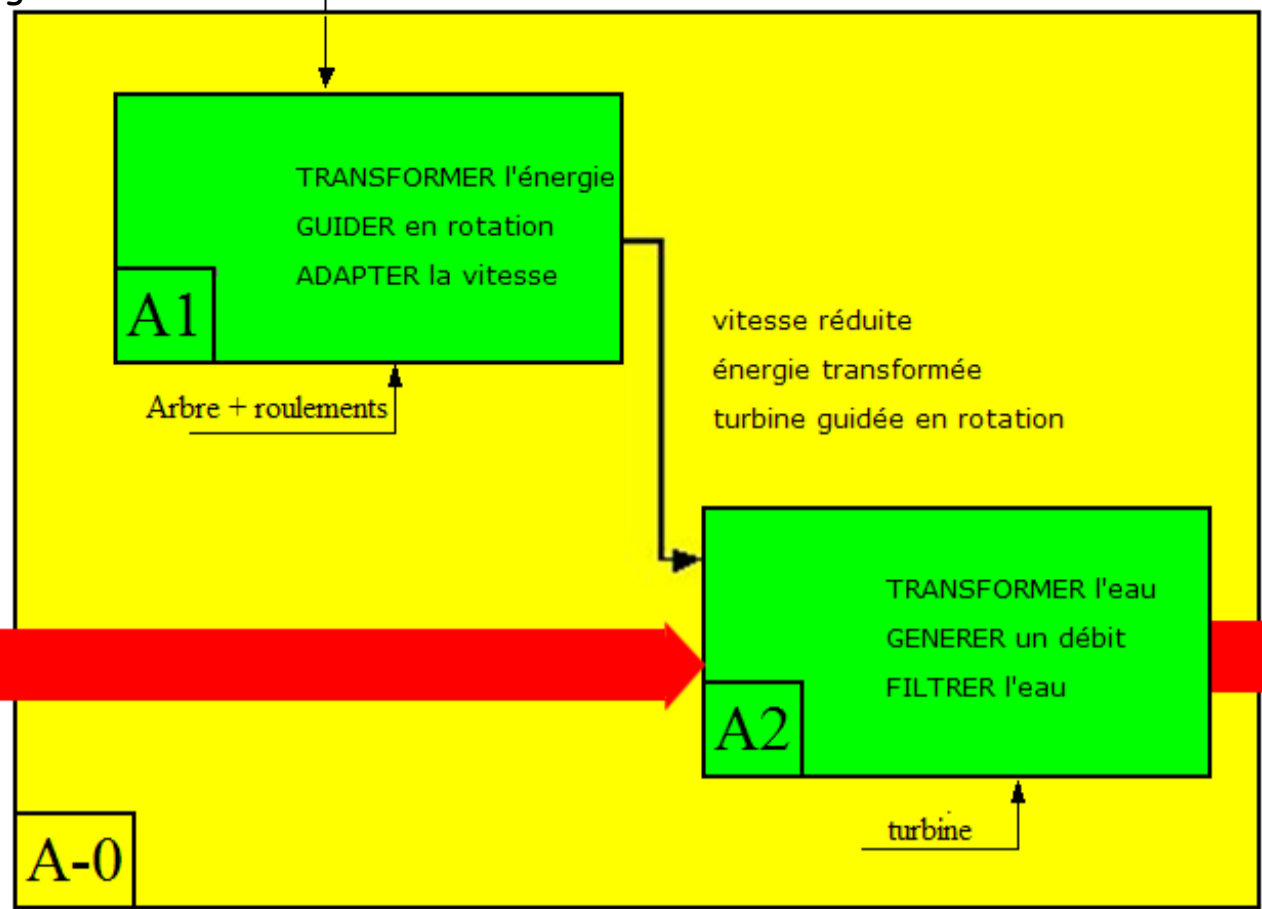 TRANSFORMER l'énergie
GUIDER en rotation
ADAPTER la vitesse
A1
Arbre + roulements
vitesse réduite
énergie transformée
turbine guidée en rotation
TRANSFORMER l'eau
GENERER un débit
FILTRER l'eau
A2
turbine
A-0